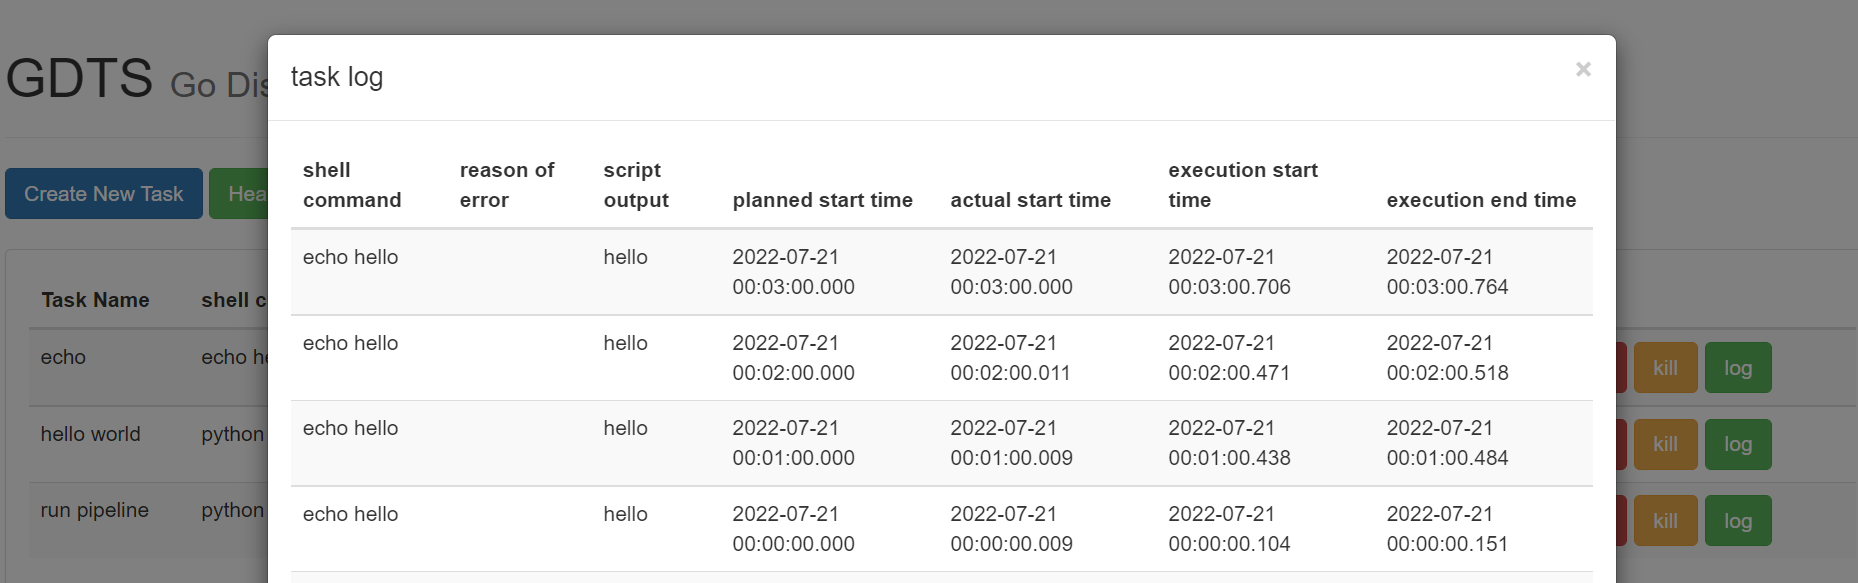 GDTS Go Dis
task log
×
Create New Task
Hea
shell command
reason of error
script output
planned start time
actual start time
execution start time
execution end time
echo hello
hello
2022-07-21 00:03:00.000
2022-07-21 00:03:00.000
2022-07-21 00:03:00.706
2022-07-21 00:03:00.764
echo hello
hello
2022-07-21 00:02:00.000
2022-07-21 00:02:00.011
2022-07-21 00:02:00.471
2022-07-21 00:02:00.518
echo hello
hello
2022-07-21 00:01:00.000
2022-07-21 00:01:00.009
2022-07-21 00:01:00.438
2022-07-21 00:01:00.484
echo hello
hello
2022-07-21 00:00:00.000
2022-07-21 00:00:00.009
2022-07-21 00:00:00.104
2022-07-21 00:00:00.151
Task Name
shell c
echo
echo he
kill
log
hello world
python
kill
log
run pipeline
python
kill
log